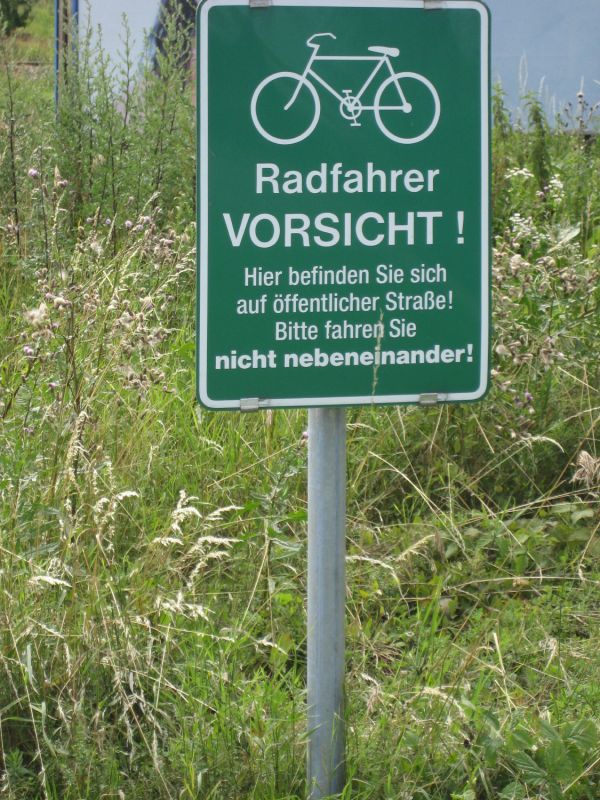 Radfahrer
VORSICHT !
Hier befinden Sie sich
auf öffentlicher Straße!
Bitte fahren Sie
nicht nebeneinander!